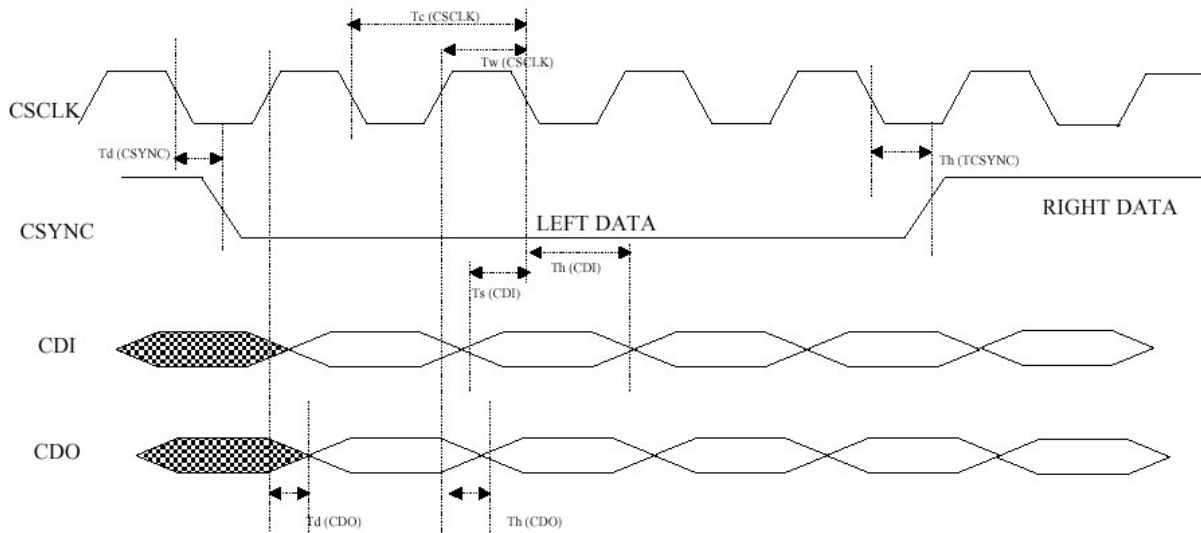 Tc (CSCLK)
Tw (CSCLK)
CSCLK
Td (CSYNC)
Th (TCSYNC)
CSYNC
LEFT DATA
RIGHT DATA
Th (CDI)
Ts (CDI)
CDI
CDO
Td (CDO)
Th (CDO)